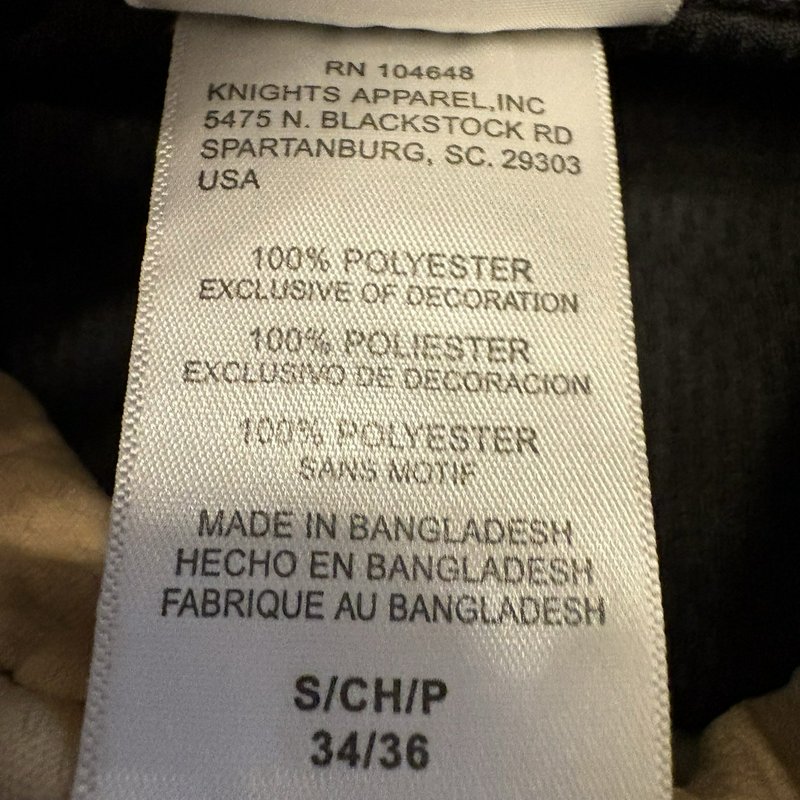 RN 104648
KNIGHTS APPAREL,INC
5475 N. BLACKSTOCK RD
SPARTANBURG, SC. 29303
USA
100% POLYESTER
EXCLUSIVE OF DECORATION
100% POLIESTER
EXCLUSIVO DE DECORACION
100% POLYESTER
SANS MOTIF
MADE IN BANGLADESH
HECHO EN BANGLADESH
FABRIQUE AU BANGLADESH
S/CH/P
34/36